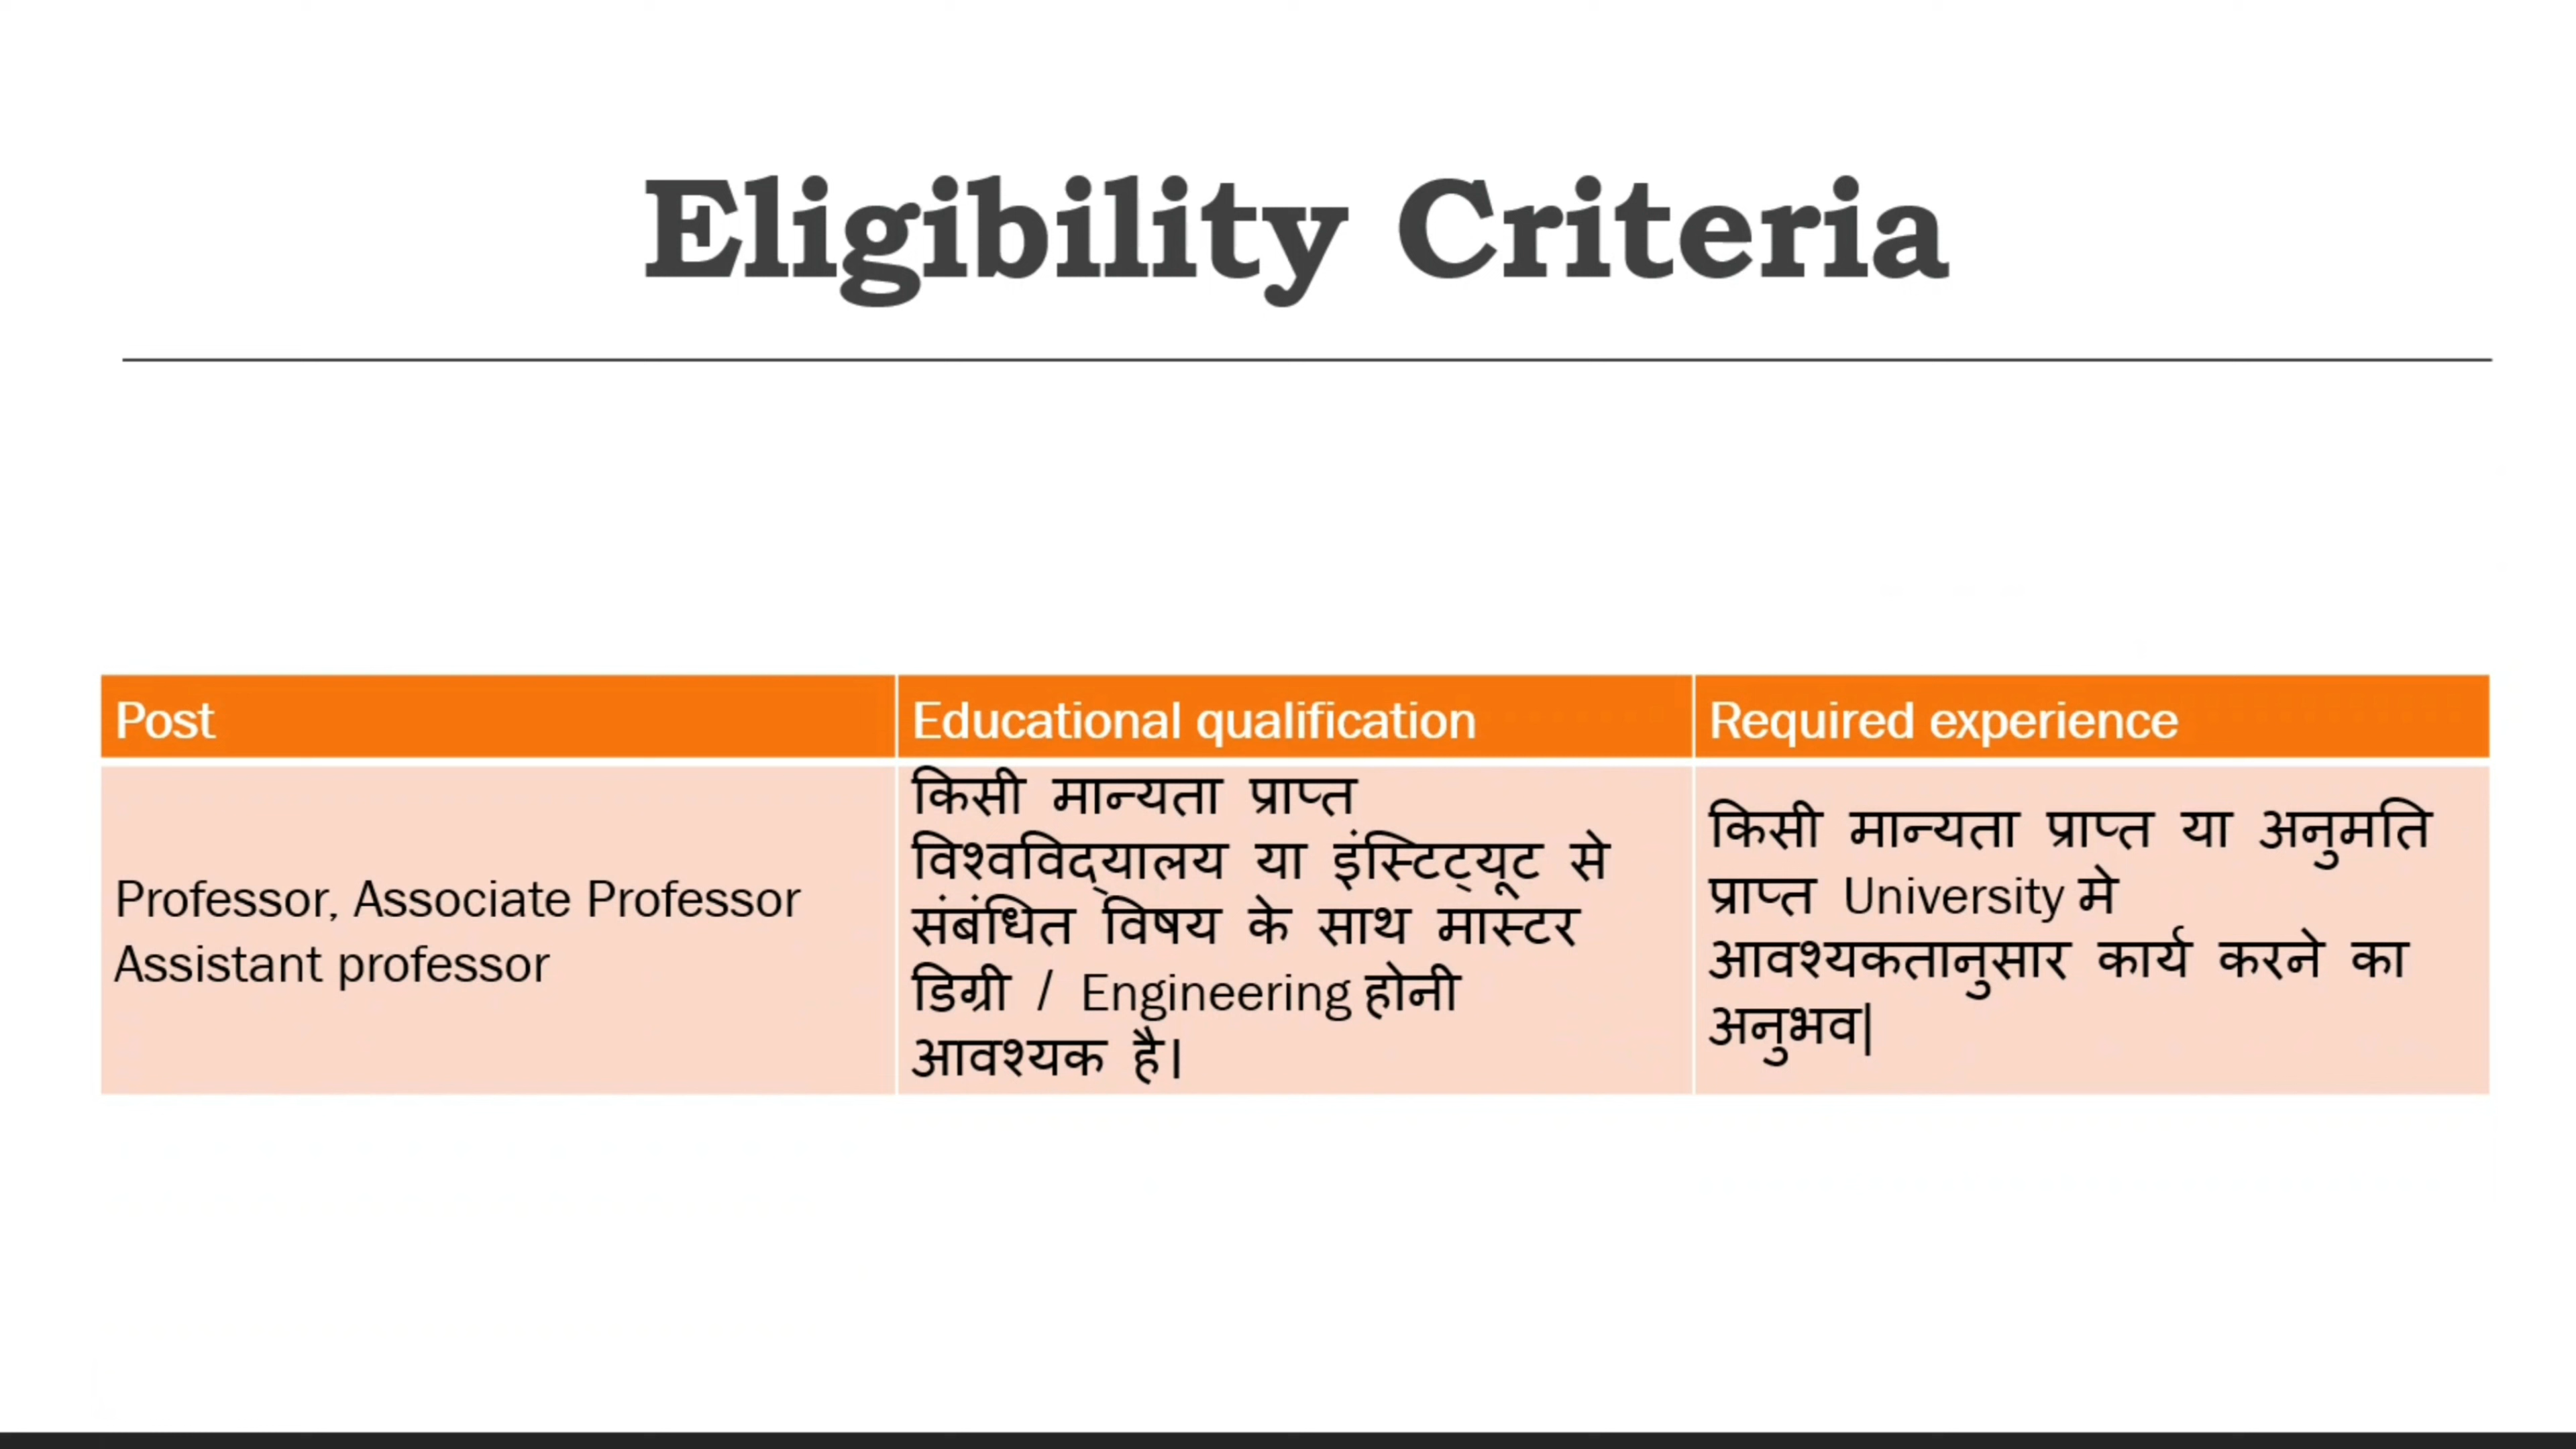 Eligibility Criteria
Post
Educational qualification
Required experience
Professor, Associate Professor
Assistant professor
किसी मान्यता प्राप्त
विश्वविद्यालय या इंस्टिट्यूट से
संबंधित विषय के साथ मास्टर
डिग्री / Engineering होनी
आवश्यक है।
किसी मान्यता प्राप्त या अनुमति
प्राप्त University मे
आवश्यकतानुसार कार्य करने का
अनुभव|